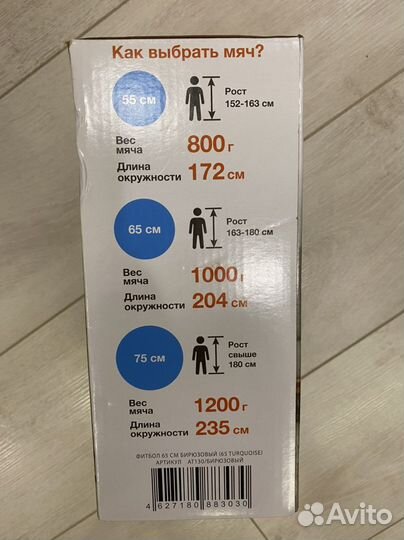 Как выбрать мяч?
55 см
Рост
152-163 см
Вес
мяча
800 г
Длина
окружности
172 см
65 см
Рост
163-180 см
Вес
мяча
1000 г
Длина
окружности
204 см
75 см
Рост
свыше
180 см
Вес
мяча
1200 г
Длина
окружности
235 см
ФИТБОЛ 65 СМ БИРЮЗОВЫЙ (65 TURQUOISE)
АРТИКУЛ AT130/БИРЮЗОВЫЙ
4 627180 883030
Avito